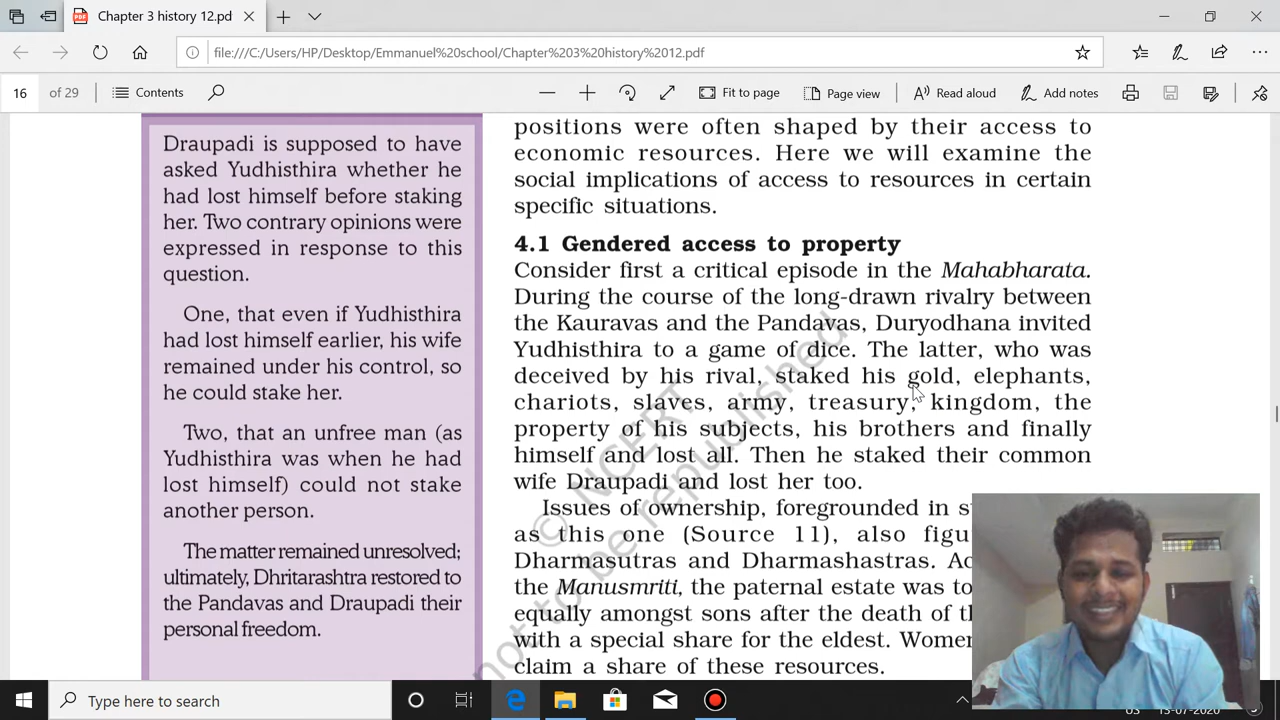 Chapter 3 history 12.pd
file:///C:/Users/HP/Desktop/Emmanuel%20school/Chapter%203%20history%2012.pdf
16 of 29 Contents Fit to page Page view Read aloud Add notes
Draupadi is supposed to have
asked Yudhisthira whether he
had lost himself before staking
her. Two contrary opinions were
expressed in response to this
question.
One, that even if Yudhisthira
had lost himself earlier, his wife
remained under his control, so
he could stake her.
Two, that an unfree man (as
Yudhisthira was when he had
lost himself) could not stake
another person.
The matter remained unresolved;
ultimately, Dhritarashtra restored to
the Pandavas and Draupadi their
personal freedom.
positions were often shaped by their access to
economic resources. Here we will examine the
social implications of access to resources in certain
specific situations.
4.1 Gendered access to property
Consider first a critical episode in the Mahabharata.
During the course of the long-drawn rivalry between
the Kauravas and the Pandavas, Duryodhana invited
Yudhisthira to a game of dice. The latter, who was
deceived by his rival, staked his gold, elephants,
chariots, slaves, army, treasury, kingdom, the
property of his subjects, his brothers and finally
himself and lost all. Then he staked their common
wife Draupadi and lost her too.
Issues of ownership, foregrounded in s
as this one (Source 11), also figu
Dharmasutras and Dharmashastras. Ac
the Manusmriti, the paternal estate was to
equally amongst sons after the death of th
with a special share for the eldest. Women
claim a share of these resources.
© NCERT
not to be republished
Type here to search
13-07-2020